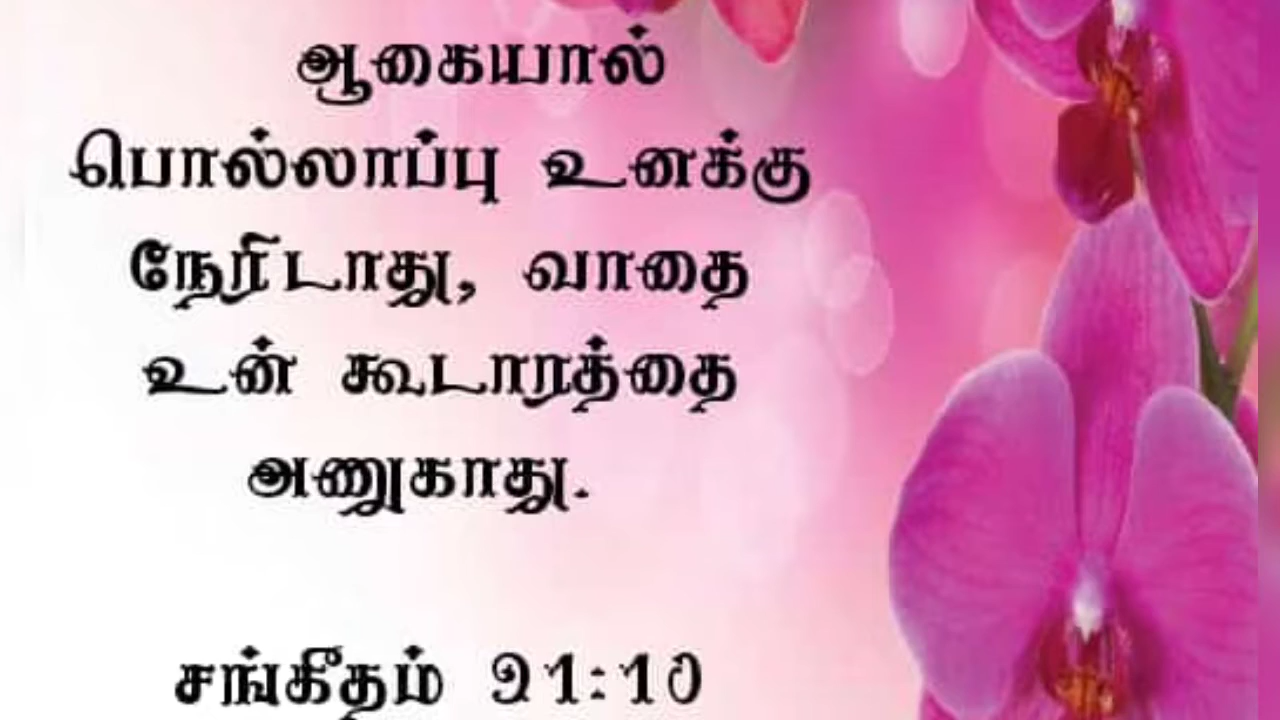 ஆகையால்
பொல்லாப்பு உனக்கு
நேரிடாது, வாதை
உன் கூடாரத்தை
அணுகாது.
சங்கீதம் 91:10